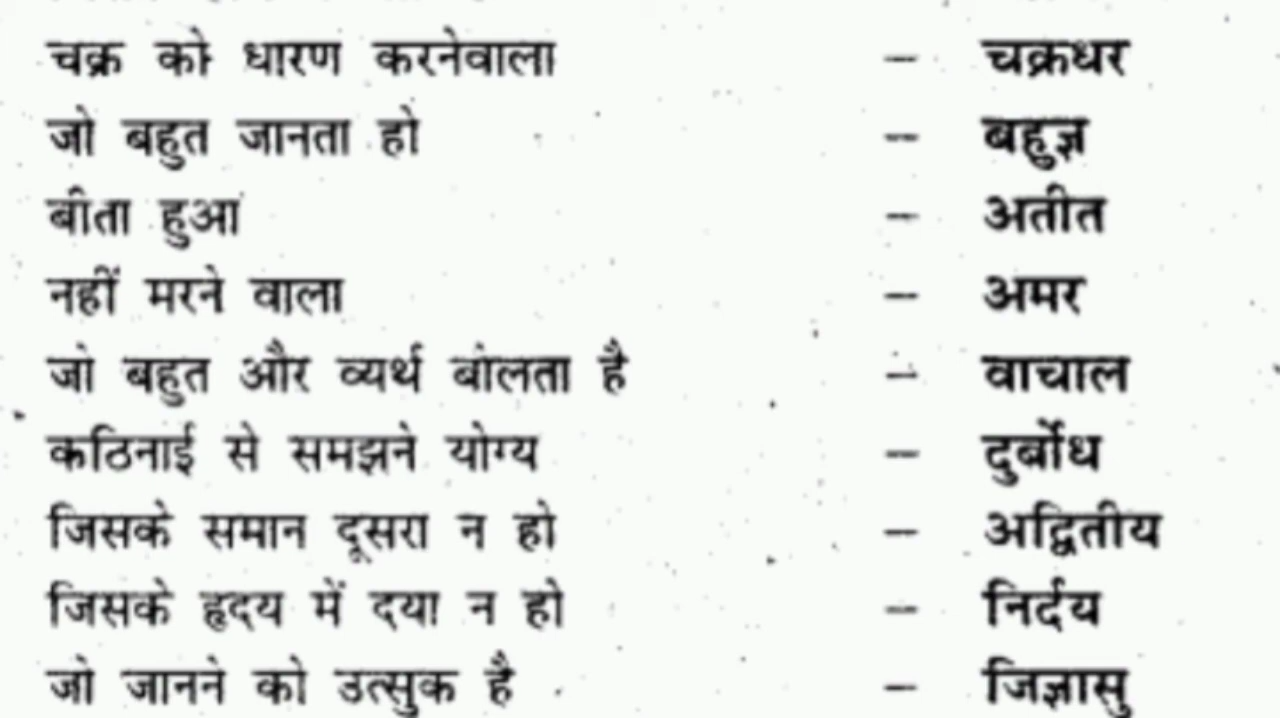 चक्र को धारण करनेवाला – चक्रधर
जो बहुत जानता हो – बहुज्ञ
बीता हुआ – अतीत
नहीं मरने वाला – अमर
जो बहुत और व्यर्थ बोलता है – वाचाल
कठिनाई से समझने योग्य – दुर्बोध
जिसके समान दूसरा न हो – अद्वितीय
जिसके हृदय में दया न हो – निर्दय
जो जानने को उत्सुक है – जिज्ञासु